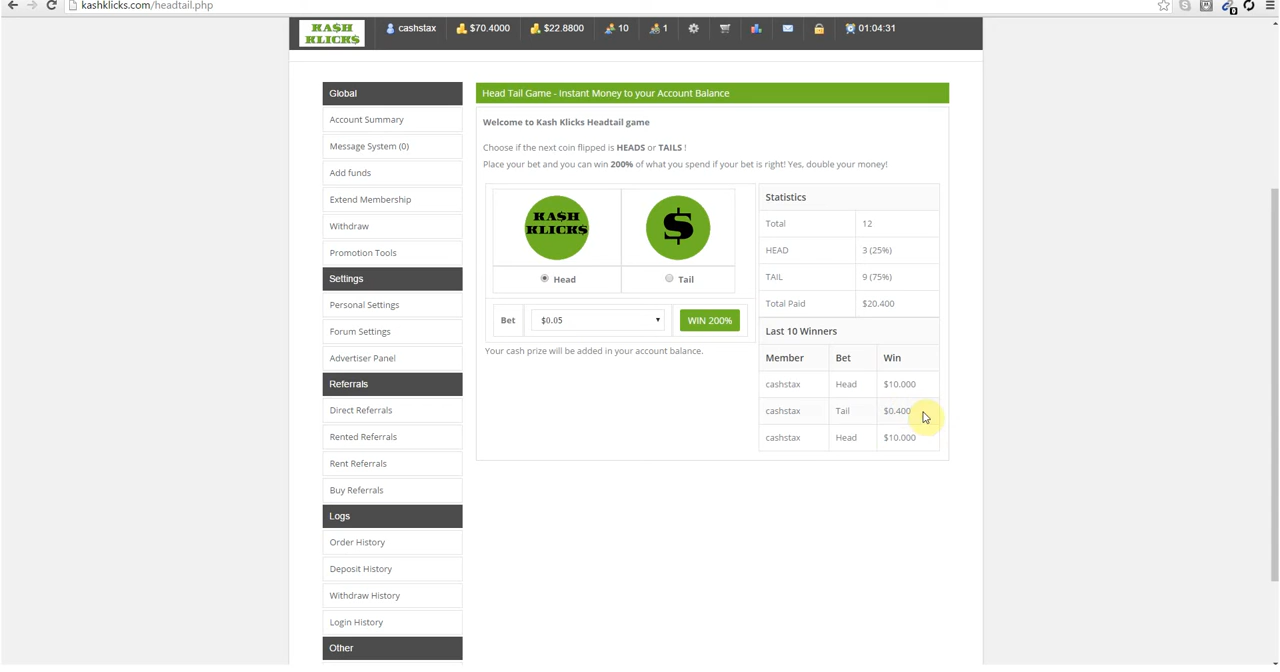 kashklicks.com/headtail.php
KA$H KLICK$
cashstax $70.4000 $22.8800 10 1 01:04:31
Global
Account Summary
Message System (0)
Add funds
Extend Membership
Withdraw
Promotion Tools
Settings
Personal Settings
Forum Settings
Advertiser Panel
Referrals
Direct Referrals
Rented Referrals
Rent Referrals
Buy Referrals
Logs
Order History
Deposit History
Withdraw History
Login History
Other
Head Tail Game - Instant Money to your Account Balance
Welcome to Kash Klicks Headtail game
Choose if the next coin flipped is HEADS or TAILS !
Place your bet and you can win 200% of what you spend if your bet is right! Yes, double your money!
KA$H
KLICK$
$
Head Tail
Bet $0.05 WIN 200%
Your cash prize will be added in your account balance.
Statistics
Total 12
HEAD 3 (25%)
TAIL 9 (75%)
Total Paid $20.400
Last 10 Winners
Member Bet Win
cashstax Head $10.000
cashstax Tail $0.400
cashstax Head $10.000